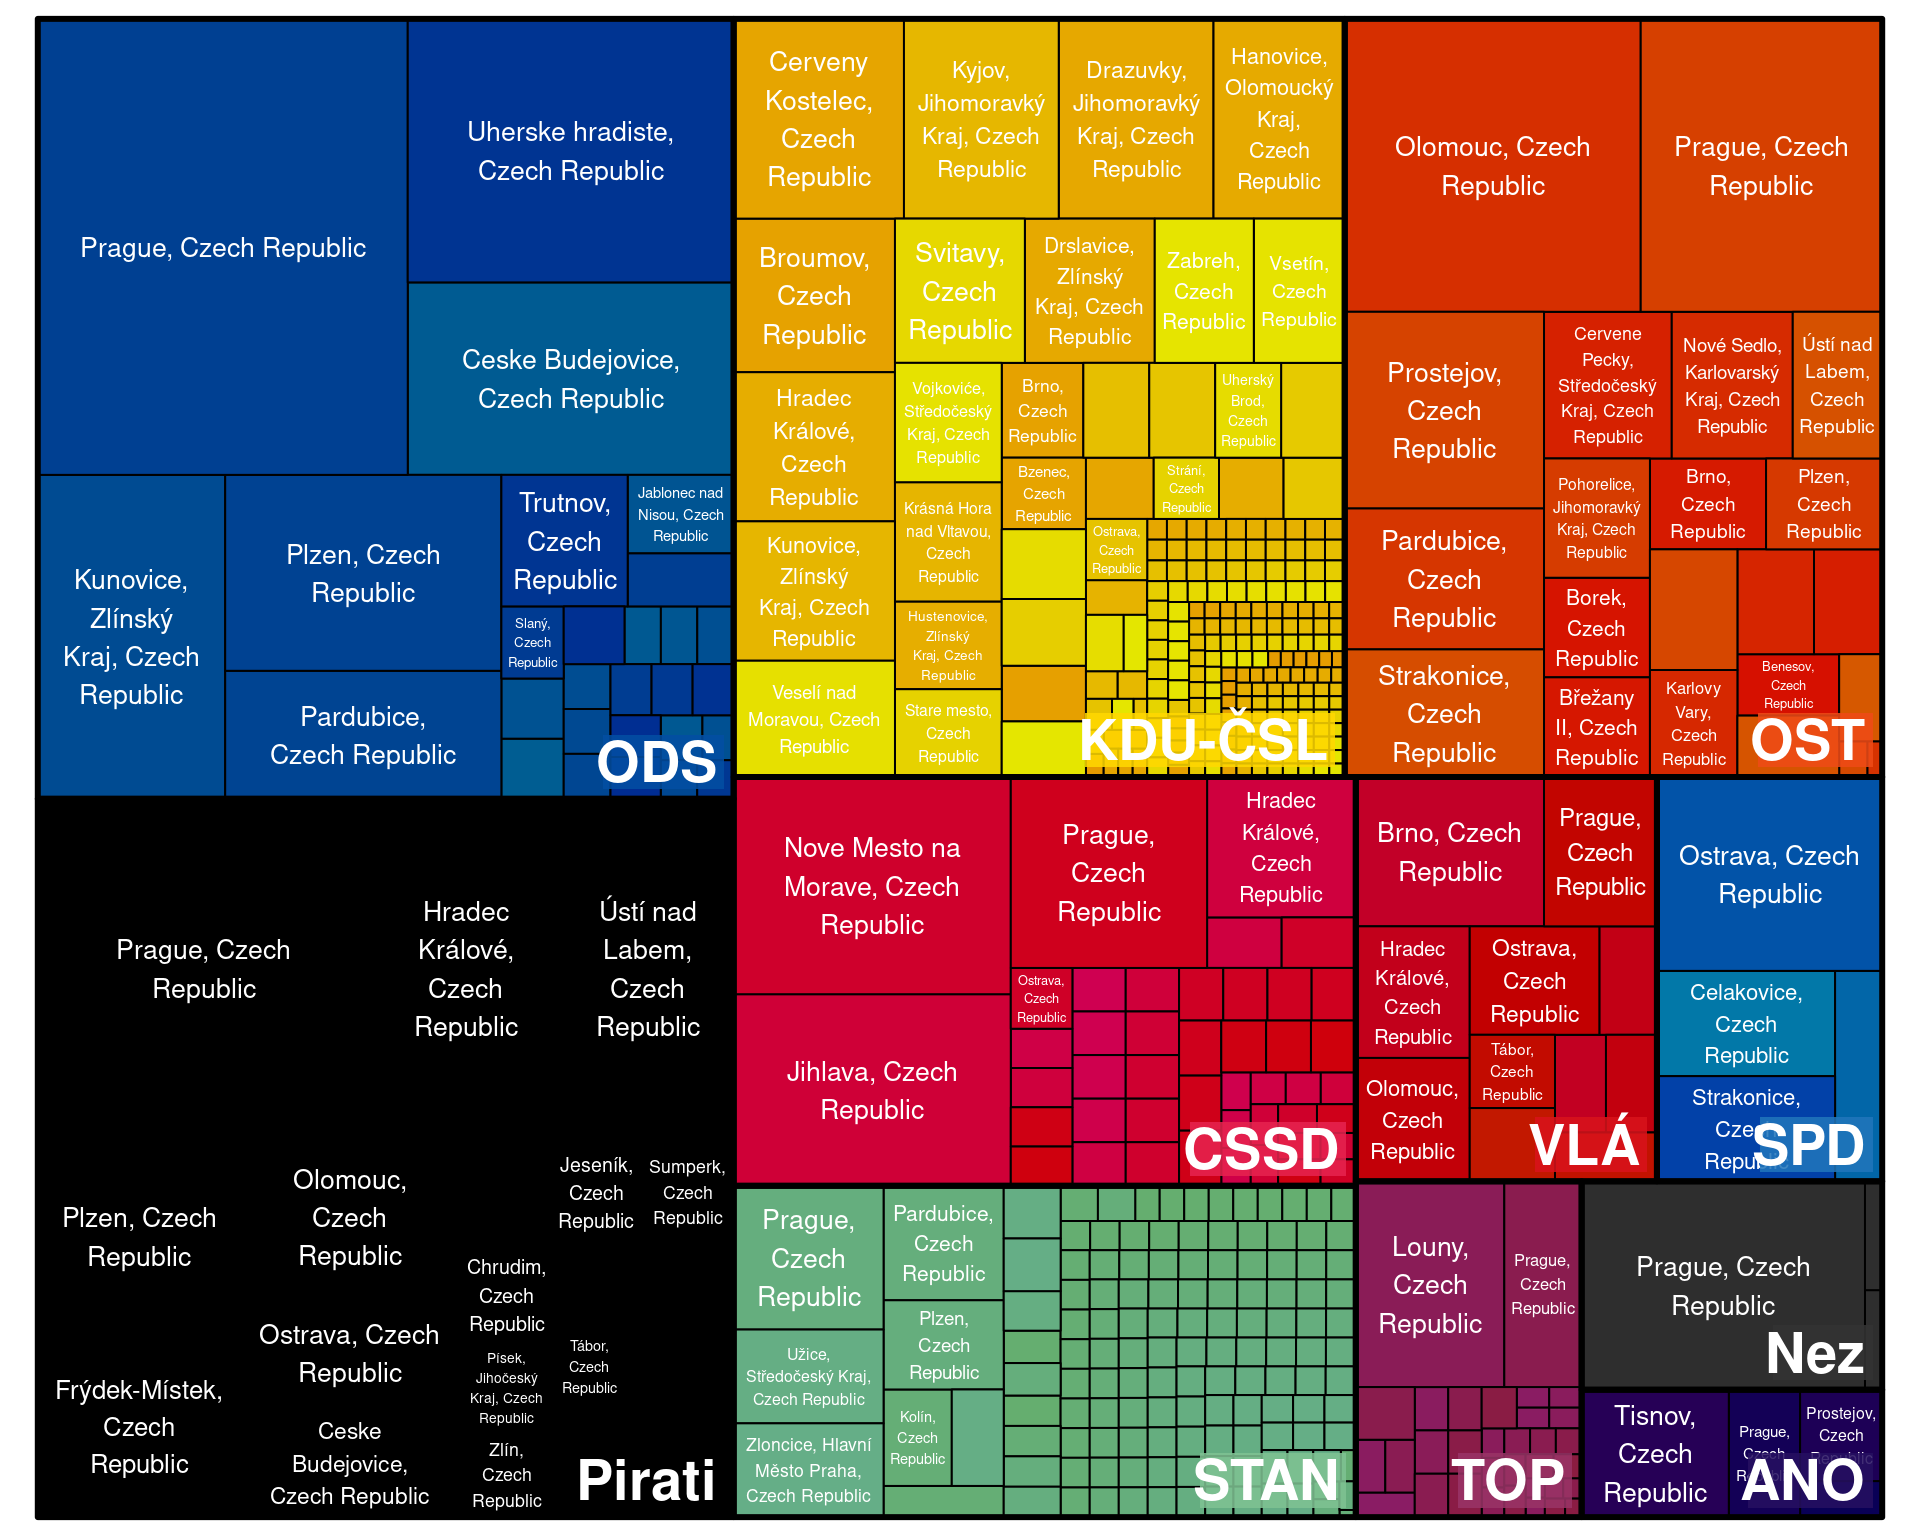 Prague, Czech Republic
Uherske hradiste,
Czech Republic
Ceske Budejovice,
Czech Republic
Kunovice,
Zlínský
Kraj, Czech
Republic
Plzen, Czech
Republic
Pardubice,
Czech Republic
Trutnov,
Czech
Republic
Jablonec nad
Nisou, Czech
Republic
Slaný,
Czech
Republic
ODS
Cerveny
Kostelec,
Czech
Republic
Kyjov,
Jihomoravký
Kraj, Czech
Republic
Drazuvky,
Jihomoravký
Kraj, Czech
Republic
Hanovice,
Olomoucký
Kraj,
Czech
Republic
Broumov,
Czech
Republic
Svitavy,
Czech
Republic
Drslavice,
Zlínský
Kraj, Czech
Republic
Zabreh,
Czech
Republic
Vsetín,
Czech
Republic
Hradec
Králové,
Czech
Republic
Vojkoviće,
Středočeský
Kraj, Czech
Republic
Brno,
Czech
Republic
Uherský
Brod,
Czech
Republic
Bzenec,
Czech
Republic
Strání,
Czech
Republic
Krásná Hora
nad Vltavou,
Czech
Republic
Ostrava,
Czech
Republic
Kunovice,
Zlínský
Kraj, Czech
Republic
Hustenovice,
Zlínský
Kraj, Czech
Republic
Veselí nad
Moravou, Czech
Republic
Stare mesto,
Czech
Republic
KDU-ČSL
Olomouc, Czech
Republic
Prague, Czech
Republic
Prostejov,
Czech
Republic
Cervene
Pecky,
Středočeský
Kraj, Czech
Republic
Nové Sedlo,
Karlovarský
Kraj, Czech
Republic
Ústí nad
Labem,
Czech
Republic
Pohorelice,
Jihomoravký
Kraj, Czech
Republic
Brno,
Czech
Republic
Plzen,
Czech
Republic
Pardubice,
Czech
Republic
Borek,
Czech
Republic
Strakonice,
Czech
Republic
Břežany
II, Czech
Republic
Karlovy
Vary,
Czech
Republic
Benesov,
Czech
Republic
OST
Prague, Czech
Republic
Hradec
Králové,
Czech
Republic
Ústí nad
Labem,
Czech
Republic
Plzen, Czech
Republic
Olomouc,
Czech
Republic
Jeseník,
Czech
Republic
Sumperk,
Czech
Republic
Chrudim,
Czech
Republic
Frýdek-Místek,
Czech
Republic
Ostrava, Czech
Republic
Písek,
Jihočeský
Kraj, Czech
Republic
Tábor,
Czech
Republic
Ceske
Budejovice,
Czech Republic
Zlín,
Czech
Republic
Pirati
Nove Mesto na
Morave, Czech
Republic
Prague,
Czech
Republic
Hradec
Králové,
Czech
Republic
Jihlava, Czech
Republic
Ostrava,
Czech
Republic
CSSD
Brno, Czech
Republic
Prague,
Czech
Republic
Hradec
Králové,
Czech
Republic
Ostrava,
Czech
Republic
Olomouc,
Czech
Republic
Tábor,
Czech
Republic
VLÁ
Ostrava, Czech
Republic
Celakovice,
Czech
Republic
Strakonice,
Czech
Republic
SPD
Prague,
Czech
Republic
Pardubice,
Czech
Republic
Užice,
Středočeský Kraj,
Czech Republic
Plzen,
Czech
Republic
Zloncice, Hlavní
Město Praha,
Czech Republic
Kolín,
Czech
Republic
STAN
Louny,
Czech
Republic
Prague,
Czech
Republic
TOP
Prague, Czech
Republic
Nez
Tisnov,
Czech
Republic
Prague,
Czech
Prostejov,
Czech
Republic
ANO